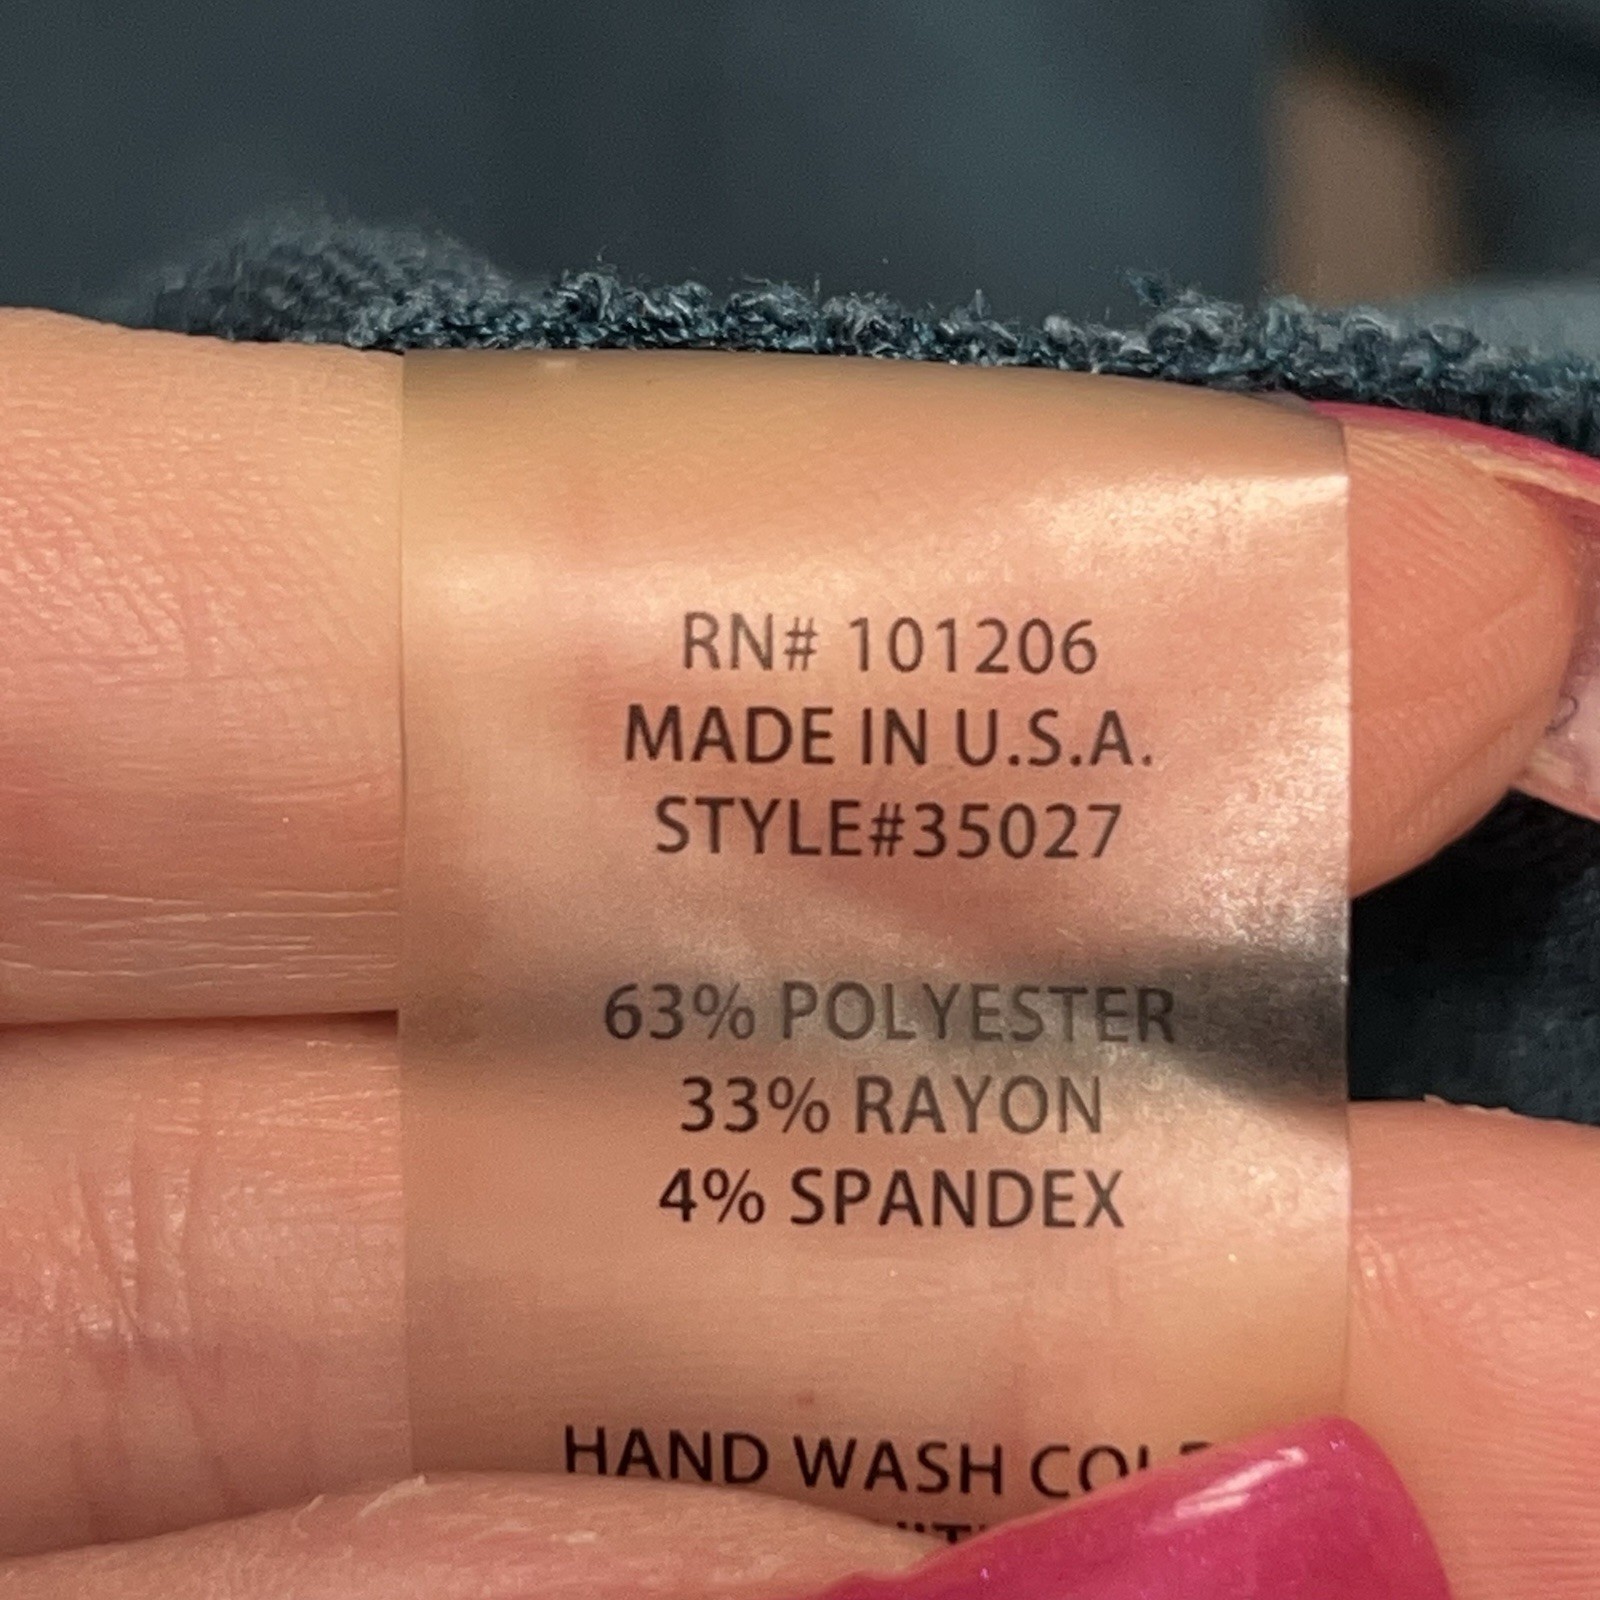 RN# 101206
MADE IN U.S.A.
STYLE#35027
63% POLYESTER
33% RAYON
4% SPANDEX
HAND WASH